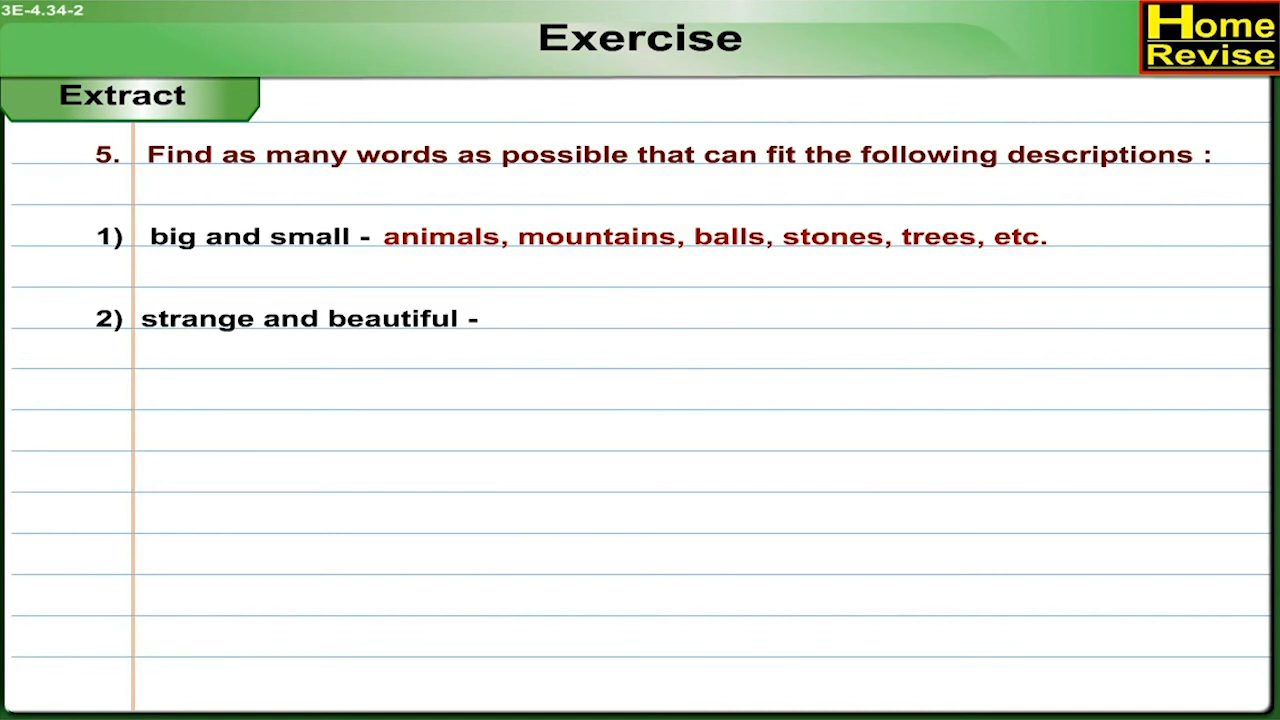 3E-4.34-2
Exercise
Home
Revise
Extract
5. Find as many words as possible that can fit the following descriptions :
1) big and small - animals, mountains, balls, stones, trees, etc.
2) strange and beautiful -